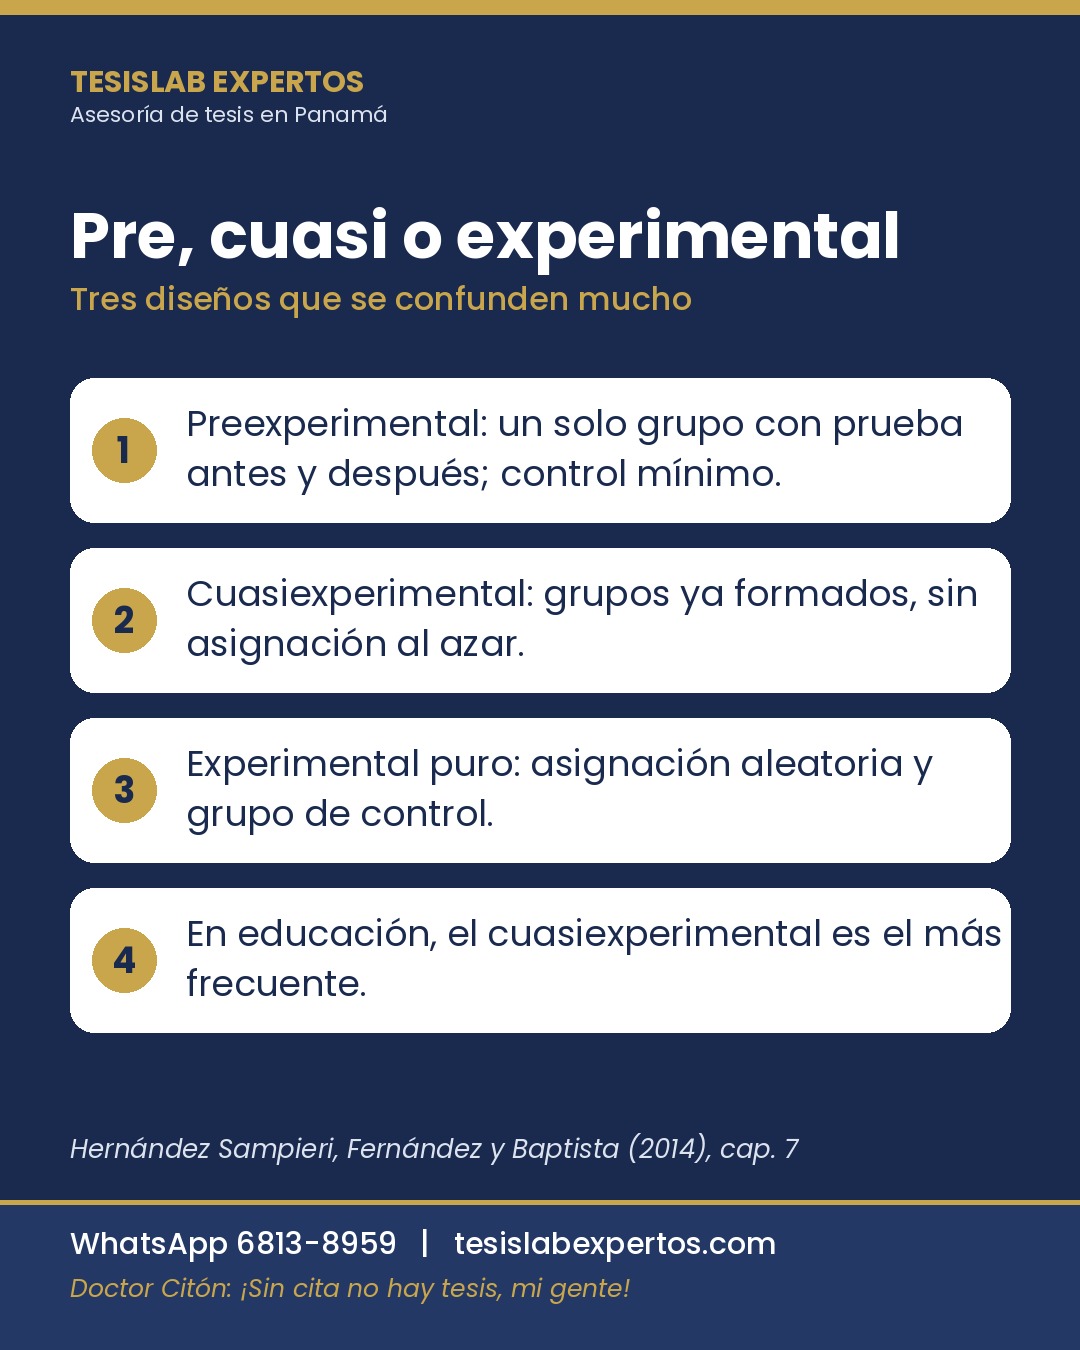 TESISLAB EXPERTOS
Asesoría de tesis en Panamá
Pre, cuasi o experimental
Tres diseños que se confunden mucho
1
Preexperimental: un solo grupo con prueba
antes y después; control mínimo.
2
Cuasiexperimental: grupos ya formados, sin
asignación al azar.
3
Experimental puro: asignación aleatoria y
grupo de control.
4
En educación, el cuasiexperimental es el más
frecuente.
Hernández Sampieri, Fernández y Baptista (2014), cap. 7
WhatsApp 6813-8959 | tesislabexpertos.com
Doctor Citón: ¡Sin cita no hay tesis, mi gente!